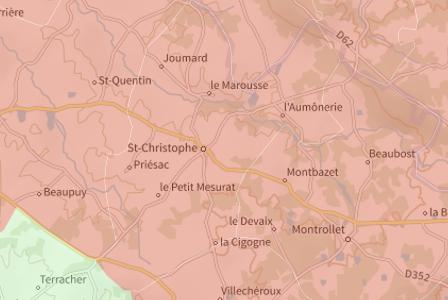 rrière
D62
Joumard
St-Quentin
le Marousse
l'Aumônerie
St-Christophe
Beaubost
Priésac
Montbazet
Beaupuy
le Petit Mesurat
la B
le Devaix
Montrollet
la Cigogne
D352
Terracher
Villechéroux